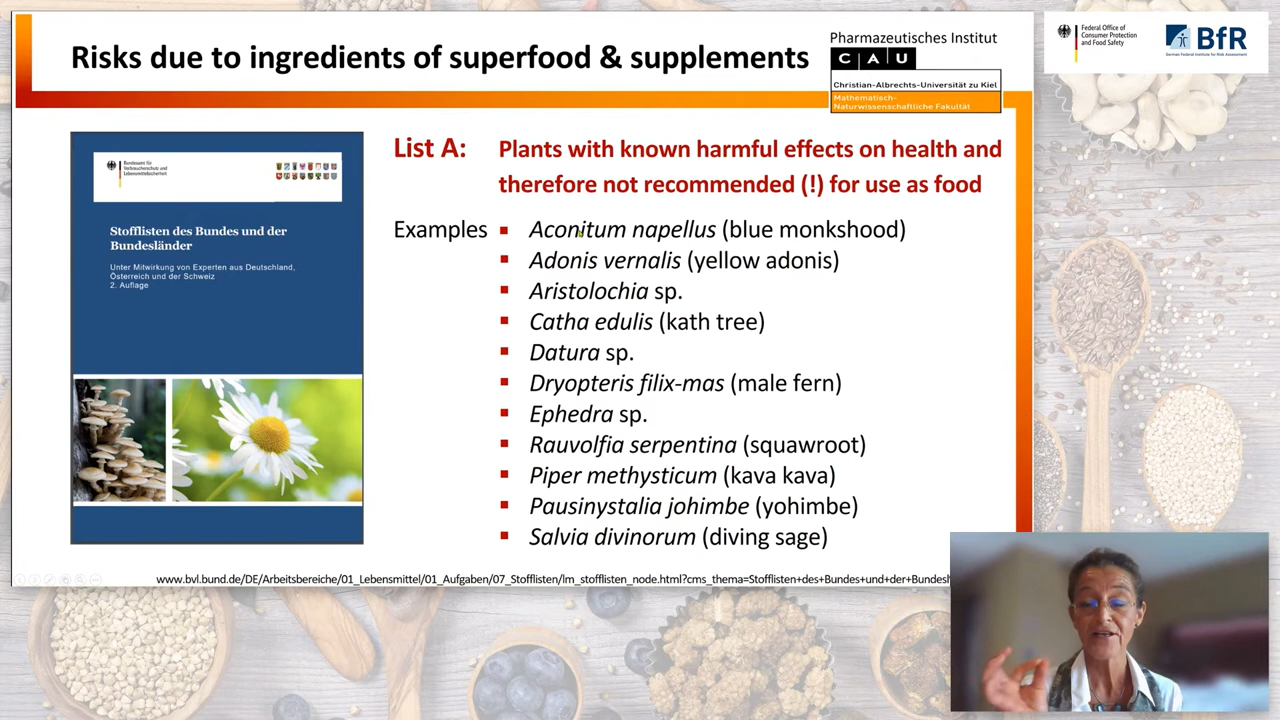 Risks due to ingredients of superfood & supplements
Pharmazeutisches Institut
C A U
Christian-Albrechts-Universität zu Kiel
Mathematisch-
Naturwissenschaftliche Fakultät
Federal Office of
Consumer Protection
and Food Safety
BfR
German Federal Institute for Risk Assessment
Bundesamt für
Verbraucherschutz und
Lebensmittelsicherheit
Stofflisten des Bundes und der
Bundesländer
Unter Mitwirkung von Experten aus Deutschland,
Österreich und der Schweiz
2. Auflage
List A:
Plants with known harmful effects on health and
therefore not recommended (!) for use as food
Examples
Aconitum napellus (blue monkshood)
Adonis vernalis (yellow adonis)
Aristolochia sp.
Catha edulis (kath tree)
Datura sp.
Dryopteris filix-mas (male fern)
Ephedra sp.
Rauvolfia serpentina (squawroot)
Piper methysticum (kava kava)
Pausinystalia johimbe (yohimbe)
Salvia divinorum (diving sage)
www.bvl.bund.de/DE/Arbeitsbereiche/01_Lebensmittel/01_Aufgaben/07_Stofflisten/lm_stofflisten_node.html?cms_thema=Stofflisten+des+Bundes+und+der+Bundesl